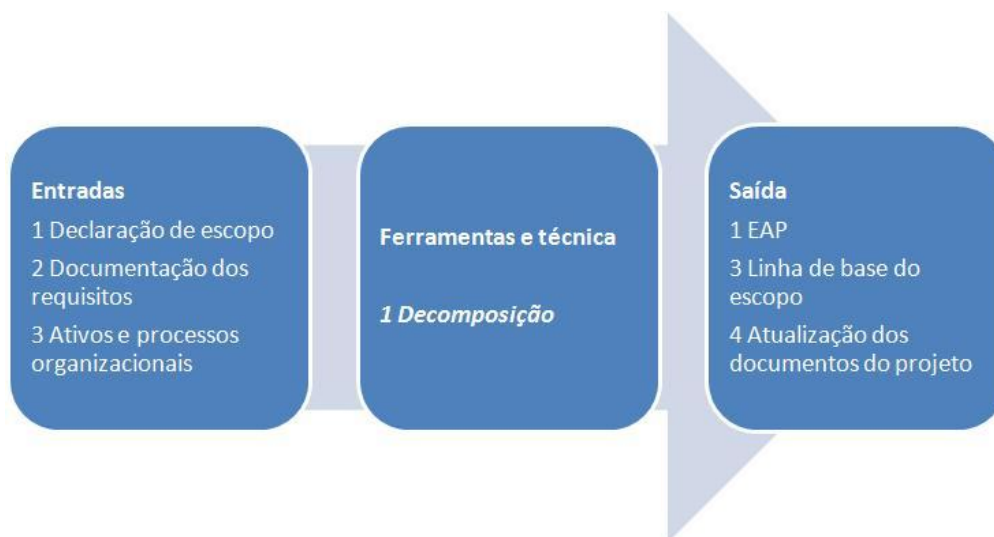 Entradas
1 Declaração de escopo
2 Documentação dos
requisitos
3 Ativos e processos
organizacionais
Ferramentas e técnica
1 Decomposição
Saída
1 EAP
3 Linha de base do
escopo
4 Atualização dos
documentos do projeto